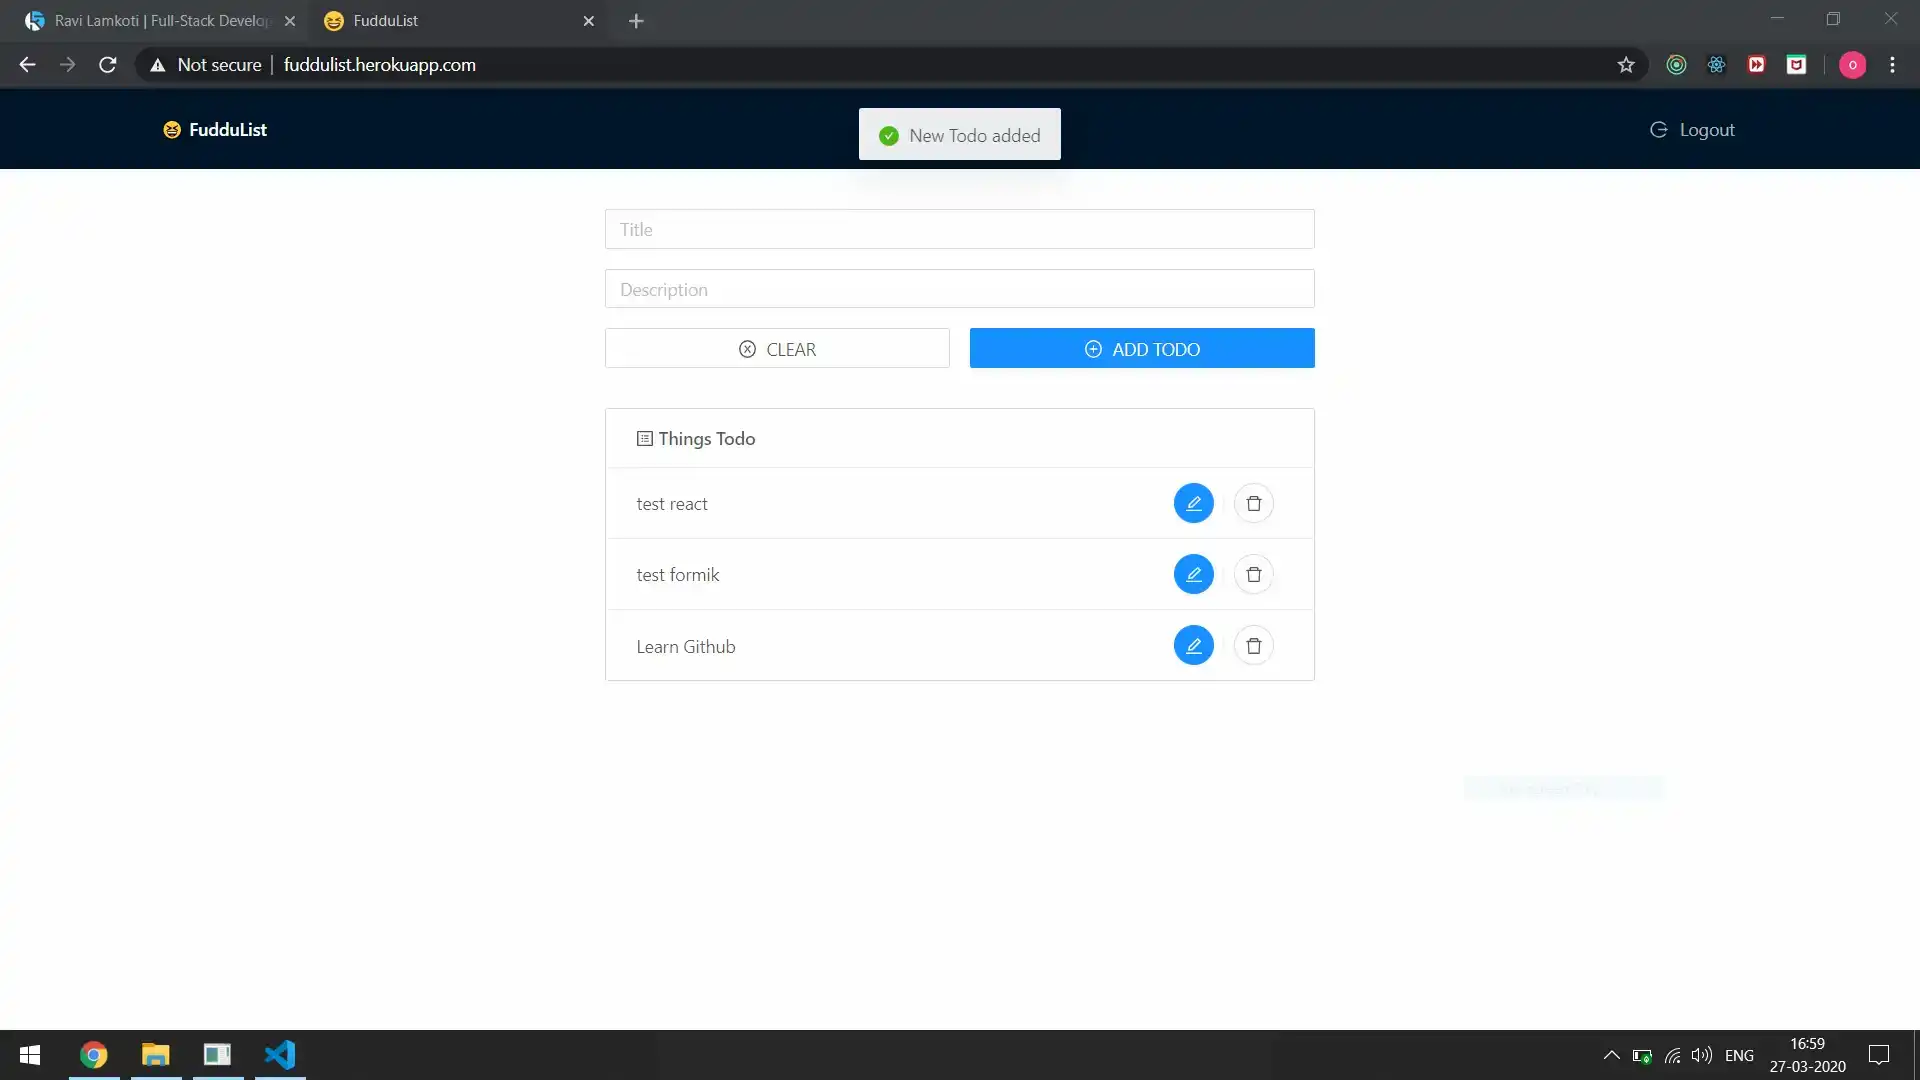 Ravi Lamkoti | Full-Stack Develop
FudduList
Not secure
fuddulist.herokuapp.com
O
FudduList
New Todo added
Logout
Title
Description
CLEAR
ADD TODO
Things Todo
test react
test formik
Learn Github
ENG
16:59
27-03-2020